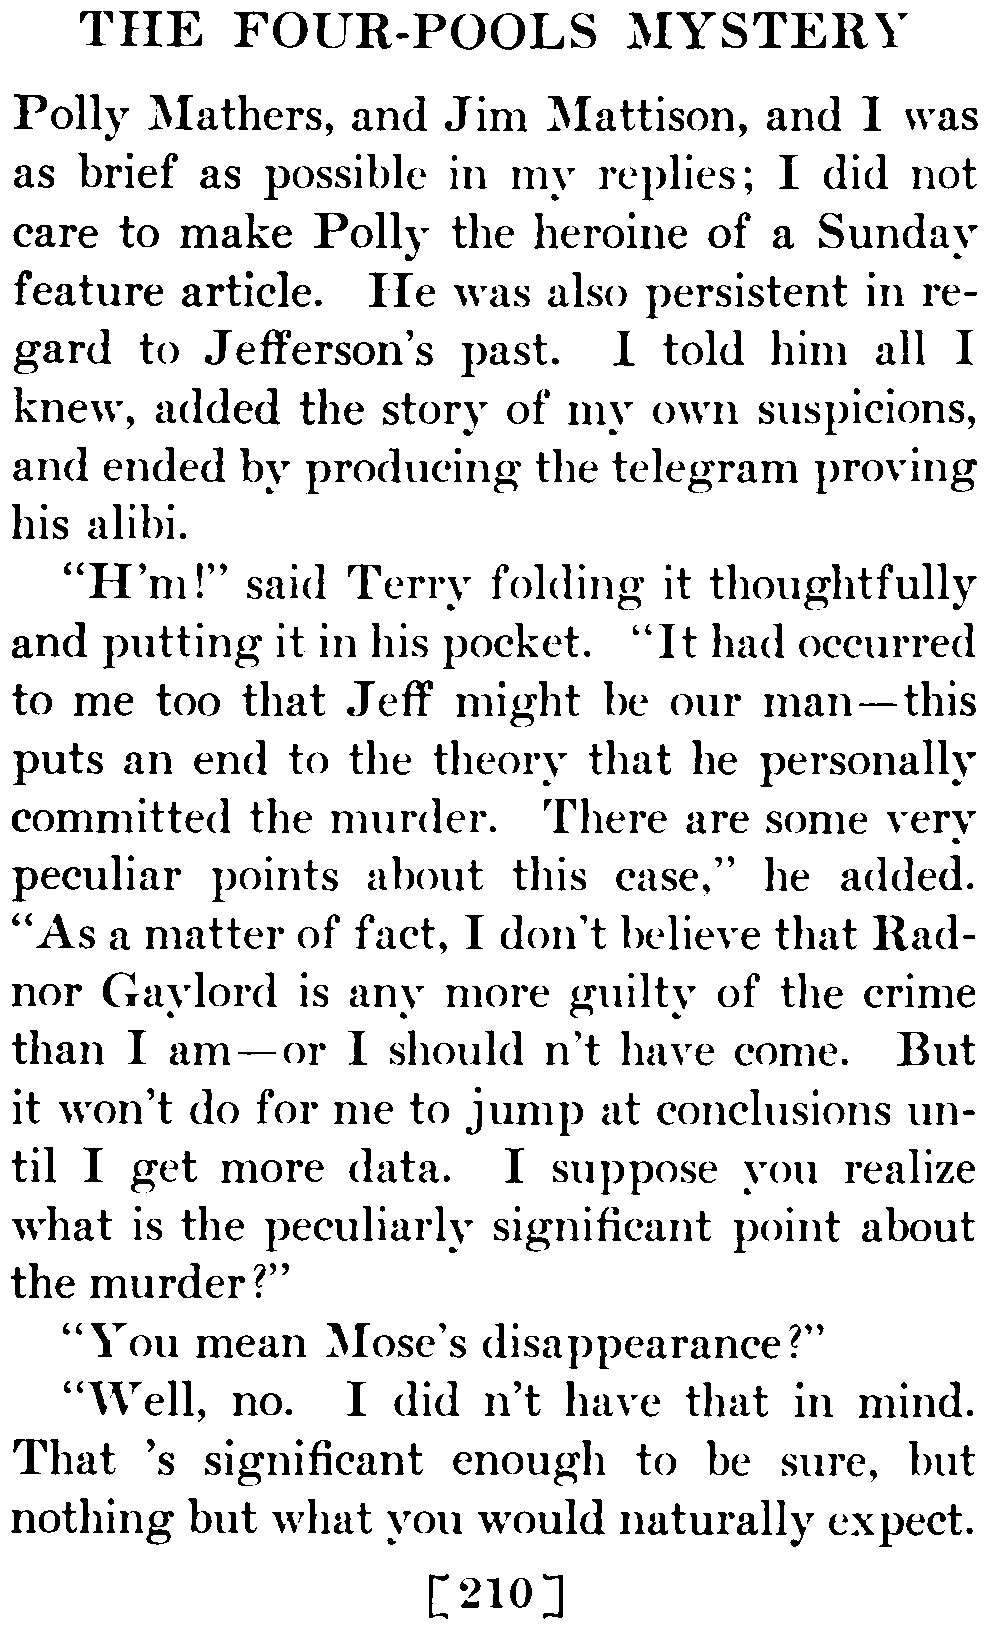 THE FOUR-POOLS MYSTERY
Polly Mathers, and Jim Mattison, and I was
as brief as possible in my replies; I did not
care to make Polly the heroine of a Sunday
feature article. He was also persistent in re-
gard to Jefferson's past. I told him all I
knew, added the story of my own suspicions,
and ended by producing the telegram proving
his alibi.
“H'm!” said Terry folding it thoughtfully
and putting it in his pocket. “It had occurred
to me too that Jeff might be our man—this
puts an end to the theory that he personally
committed the murder. There are some very
peculiar points about this case,” he added.
“As a matter of fact, I don't believe that Rad-
nor Gaylord is any more guilty of the crime
than I am—or I should n't have come. But
it won't do for me to jump at conclusions un-
til I get more data. I suppose you realize
what is the peculiarly significant point about
the murder?”
“You mean Mose's disappearance?”
“Well, no. I did n't have that in mind.
That 's significant enough to be sure, but
nothing but what you would naturally expect.
[210]